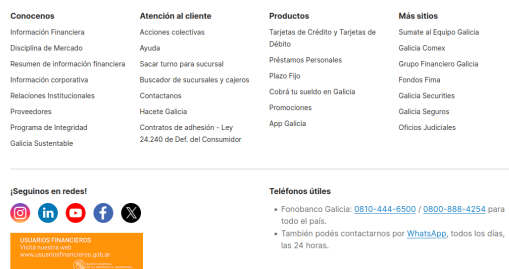 Conocenos
Información Financiera
Disciplina de Mercado
Resumen de información financiera
Información corporativa
Relaciones Institucionales
Proveedores
Programa de Integridad
Galicia Sustentable
Atención al cliente
Acciones colectivas
Ayuda
Sacar turno para sucursal
Buscador de sucursales y cajeros
Contactanos
Hacete Galicia
Contratos de adhesión - Ley
24.240 de Def. del Consumidor
Productos
Tarjetas de Crédito y Tarjetas de
Débito
Préstamos Personales
Plazo Fijo
Cobrá tu sueldo en Galicia
Promociones
App Galicia
Más sitios
Sumate al Equipo Galicia
Galicia Comex
Grupo Financiero Galicia
Fondos Fima
Galicia Securities
Galicia Seguros
Oficios Judiciales
¡Seguinos en redes!
USUARIOS FINANCIEROS
Visitá nuestra web
www.usuariosfinancieros.gob.ar
Teléfonos útiles
• Fonobanco Galicia: 0810-444-6500 / 0800-888-4254 para
todo el país.
• También podés contactarnos por WhatsApp, todos los días,
las 24 horas.